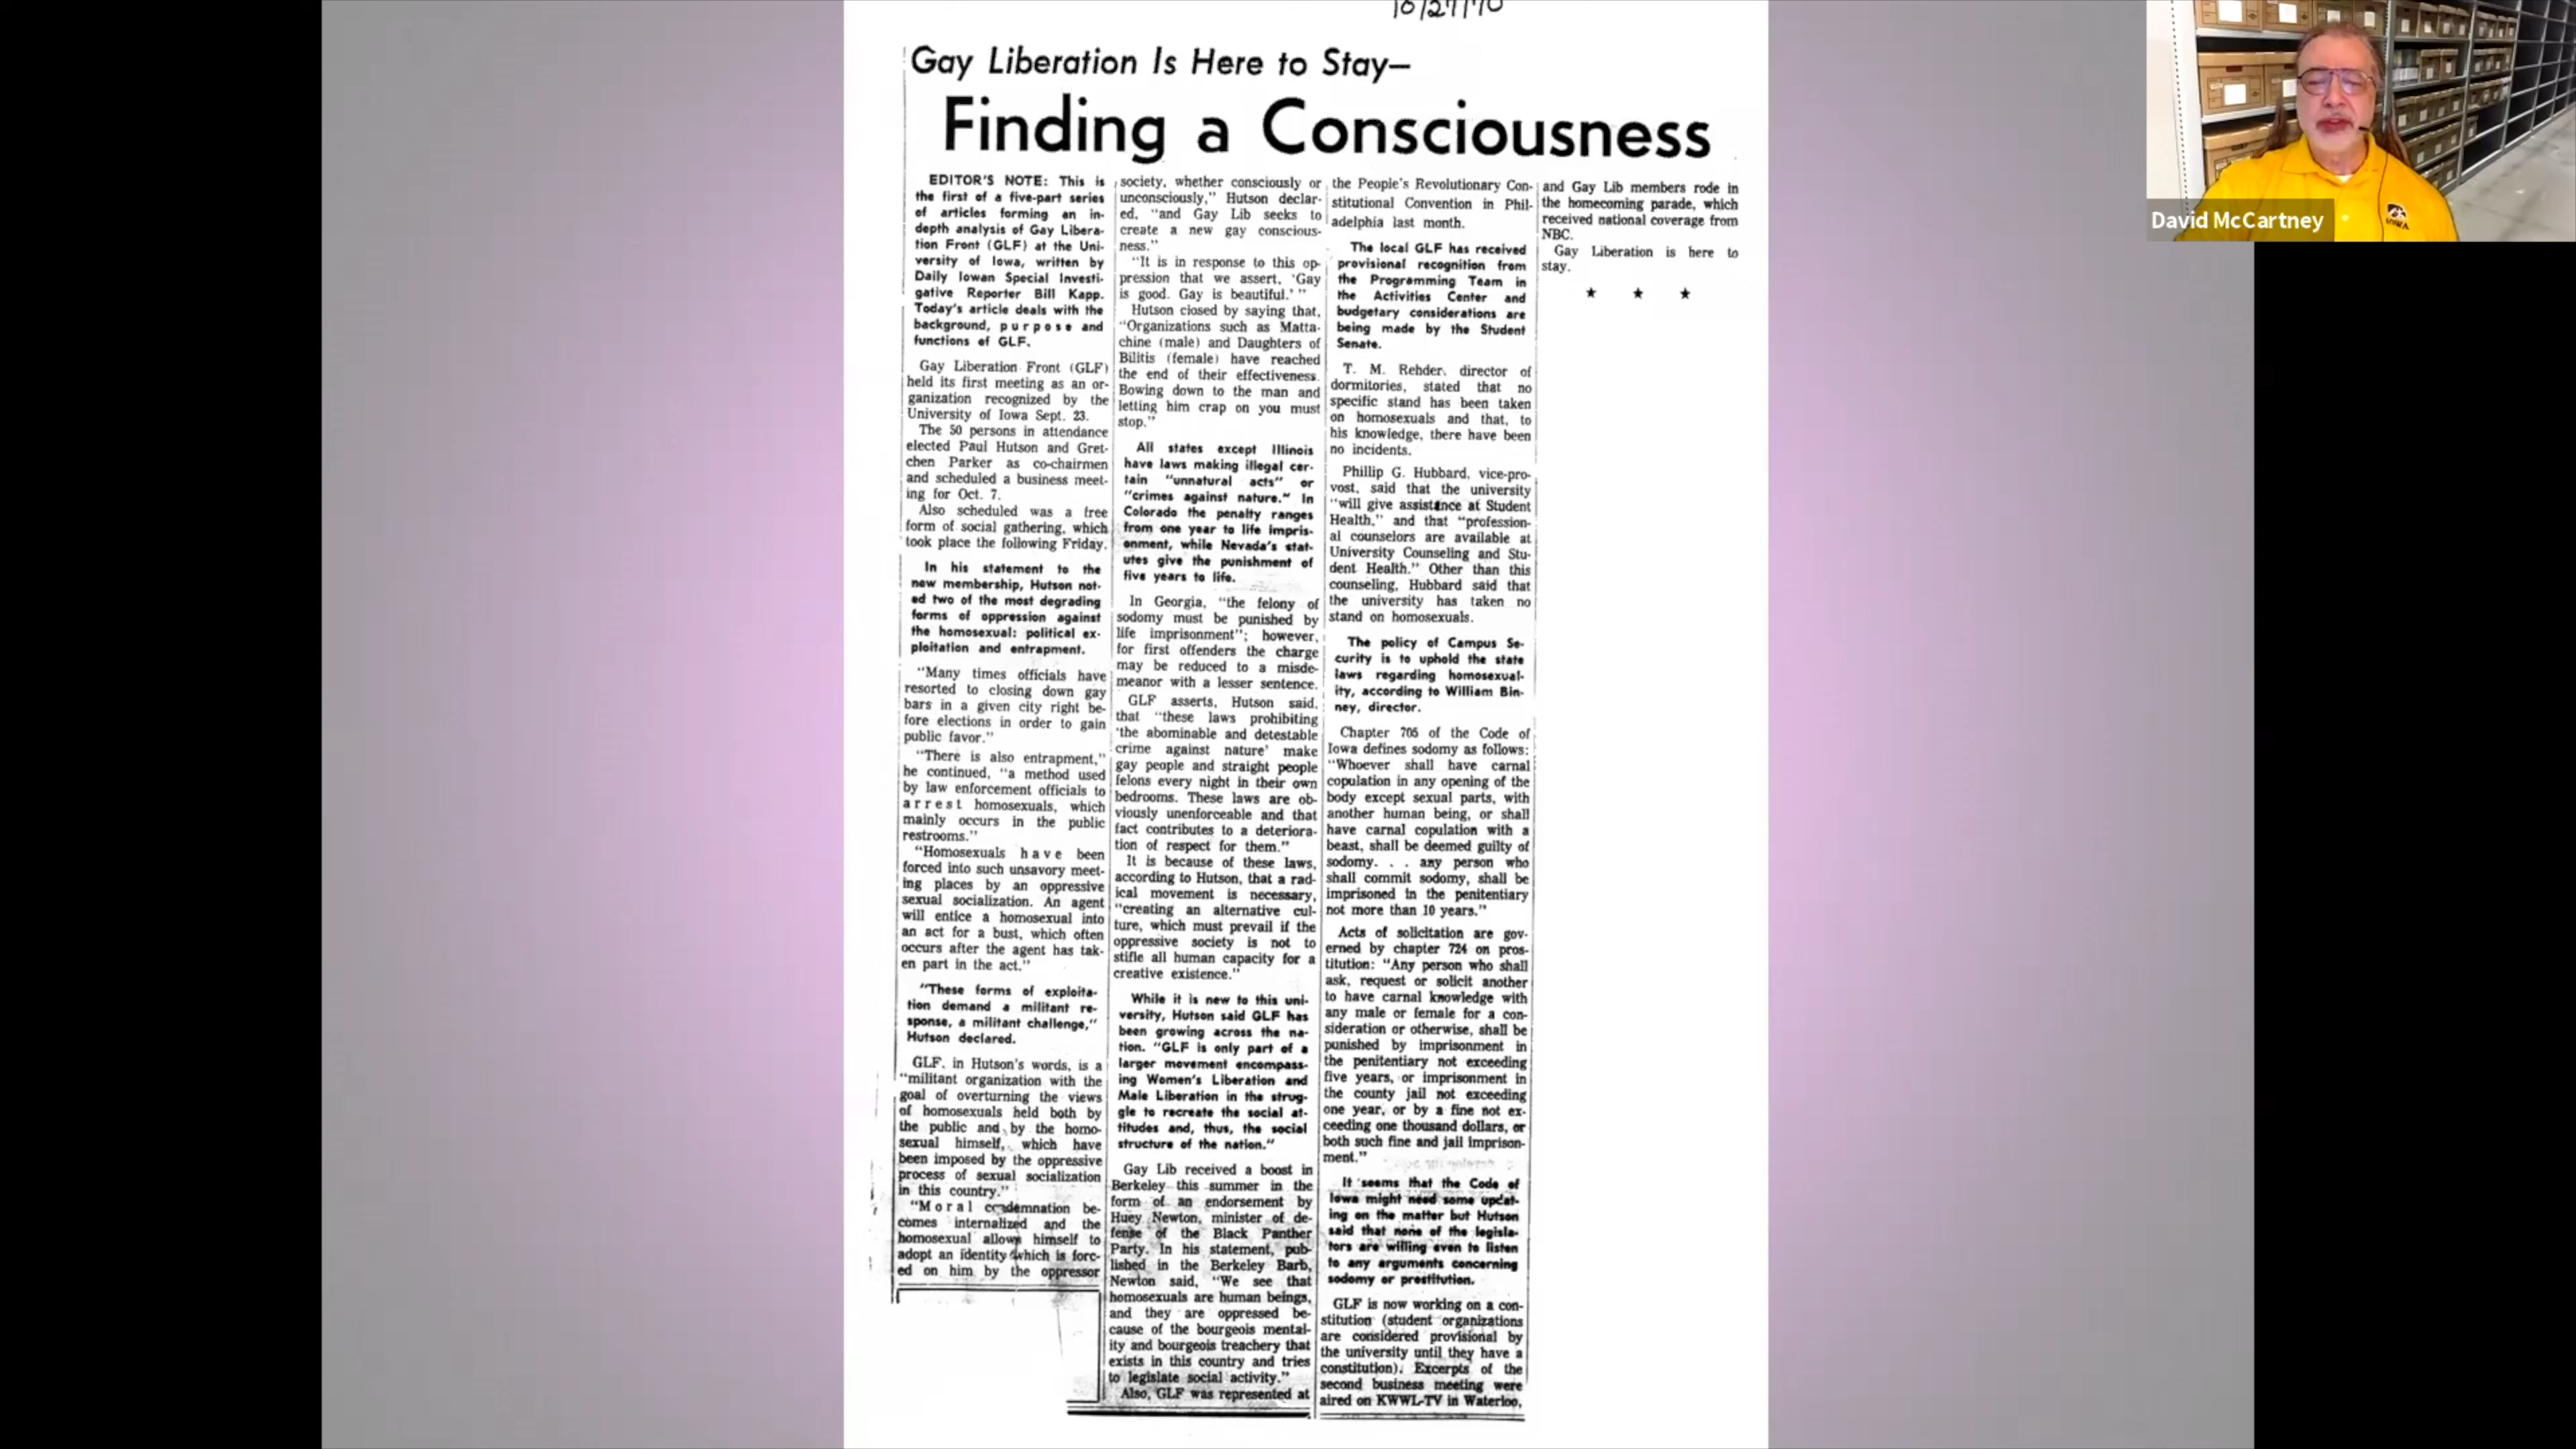 10/27/70
Gay Liberation Is Here to Stay—
Finding a Consciousness
EDITOR'S NOTE: This is
the first of a five-part series
of articles forming an in-
depth analysis of Gay Libera-
tion Front (GLF) at the Uni-
versity of Iowa, written by
Daily Iowan Special Investi-
gative Reporter Bill Kapp.
Today's article deals with the
background, purpose and
functions of GLF.
Gay Liberation Front (GLF)
held its first meeting as an or-
ganization recognized by the
University of Iowa Sept. 23.
The 50 persons in attendance
elected Paul Hutson and Gret-
chen Parker as co-chairmen
and scheduled a business meet-
ing for Oct. 7.
Also scheduled was a free
form of social gathering, which
took place the following Friday.
In his statement to the
new membership, Hutson not-
ed two of the most degrading
forms of oppression against
the homosexual: political ex-
ploitation and entrapment.
"Many times officials have
resorted to closing down gay
bars in a given city right be-
fore elections in order to gain
public favor."
"There is also entrapment,"
he continued, "a method used
by law enforcement officials to
arrest homosexuals, which
mainly occurs in the public
restrooms."
"Homosexuals have been
forced into such unsavory meet-
ing places by an oppressive
sexual socialization. An agent
will entice a homosexual into
an act for a bust, which often
occurs after the agent has tak-
en part in the act."
"These forms of exploita-
tion demand a militant re-
sponse, a militant challenge,"
Hutson declared.
GLF, in Hutson's words, is a
"militant organization with the
goal of overturning the views
of homosexuals held both by
the public and by the homo-
sexual himself, which have
been imposed by the oppressive
process of sexual socialization
in this country."
"Moral condemnation be-
comes internalized and the
homosexual allows himself to
adopt an identity which is forc-
ed on him by the oppressor
society, whether consciously or
unconsciously," Hutson declar-
ed, "and Gay Lib seeks to
create a new gay conscious-
ness."
"It is in response to this op-
pression that we assert, 'Gay
is good. Gay is beautiful.' "
Hutson closed by saying that,
"Organizations such as Matta-
chine (male) and Daughters of
Bilitis (female) have reached
the end of their effectiveness.
Bowing down to the man and
letting him crap on you must
stop."
All states except Illinois
have laws making illegal cer-
tain "unnatural acts" or
"crimes against nature." In
Colorado the penalty ranges
from one year to life impris-
onment, while Nevada's stat-
utes give the punishment of
five years to life.
In Georgia, "the felony of
sodomy must be punished by
life imprisonment"; however,
for first offenders the charge
may be reduced to a misde-
meanor with a lesser sentence.
GLF asserts, Hutson said,
that "these laws prohibiting
'the abominable and detestable
crime against nature' make
gay people and straight people
felons every night in their own
bedrooms. These laws are ob-
viously unenforceable and that
fact contributes to a deteriora-
tion of respect for them."
It is because of these laws,
according to Hutson, that a rad-
ical movement is necessary,
"creating an alternative cul-
ture, which must prevail if the
oppressive society is not to
stifle all human capacity for a
creative existence."
While it is new to this uni-
versity, Hutson said GLF has
been growing across the na-
tion. "GLF is only part of a
larger movement encompass-
ing Women's Liberation and
Male Liberation in the strug-
gle to recreate the social at-
titudes and, thus, the social
structure of the nation."
Gay Lib received a boost in
Berkeley this summer in the
form of an endorsement by
Huey Newton, minister of de-
fense of the Black Panther
Party. In his statement, pub-
lished in the Berkeley Barb,
Newton said, "We see that
homosexuals are human beings,
and they are oppressed be-
cause of the bourgeois mental-
ity and bourgeois treachery that
exists in this country and tries
to legislate social activity."
Also, GLF was represented at
the People's Revolutionary Con-
stitutional Convention in Phil-
adelphia last month.
The local GLF has received
provisional recognition from
the Programming Team in
the Activities Center and
budgetary considerations are
being made by the Student
Senate.
T. M. Rehder, director of
dormitories, stated that no
specific stand has been taken
on homosexuals and that, to
his knowledge, there have been
no incidents.
Phillip G. Hubbard, vice-pro-
vost, said that the university
"will give assistance at Student
Health," and that "profession-
al counselors are available at
University Counseling and Stu-
dent Health." Other than this
counseling, Hubbard said that
the university has taken no
stand on homosexuals.
The policy of Campus Se-
curity is to uphold the state
laws regarding homosexual-
ity, according to William Bin-
ney, director.
Chapter 705 of the Code of
Iowa defines sodomy as follows:
"Whoever shall have carnal
copulation in any opening of the
body except sexual parts, with
another human being, or shall
have carnal copulation with a
beast, shall be deemed guilty of
sodomy. . . any person who
shall commit sodomy, shall be
imprisoned in the penitentiary
not more than 10 years."
Acts of solicitation are gov-
erned by chapter 724 on pros-
titution: "Any person who shall
ask, request or solicit another
to have carnal knowledge with
any male or female for a con-
sideration or otherwise, shall be
punished by imprisonment in
the penitentiary not exceeding
five years, or imprisonment in
the county jail not exceeding
one year, or by a fine not ex-
ceeding one thousand dollars, or
both such fine and jail imprison-
ment."
It seems that the Code of
Iowa might need some updat-
ing on the matter but Hutson
said that none of the legisla-
tors are willing even to listen
to any arguments concerning
sodomy or prostitution.
GLF is now working on a con-
stitution (student organizations
are considered provisional by
the university until they have a
constitution). Excerpts of the
second business meeting were
aired on KWWL-TV in Waterloo,
and Gay Lib members rode in
the homecoming parade, which
received national coverage from
NBC.
Gay Liberation is here to
stay.
David McCartney
IOWA